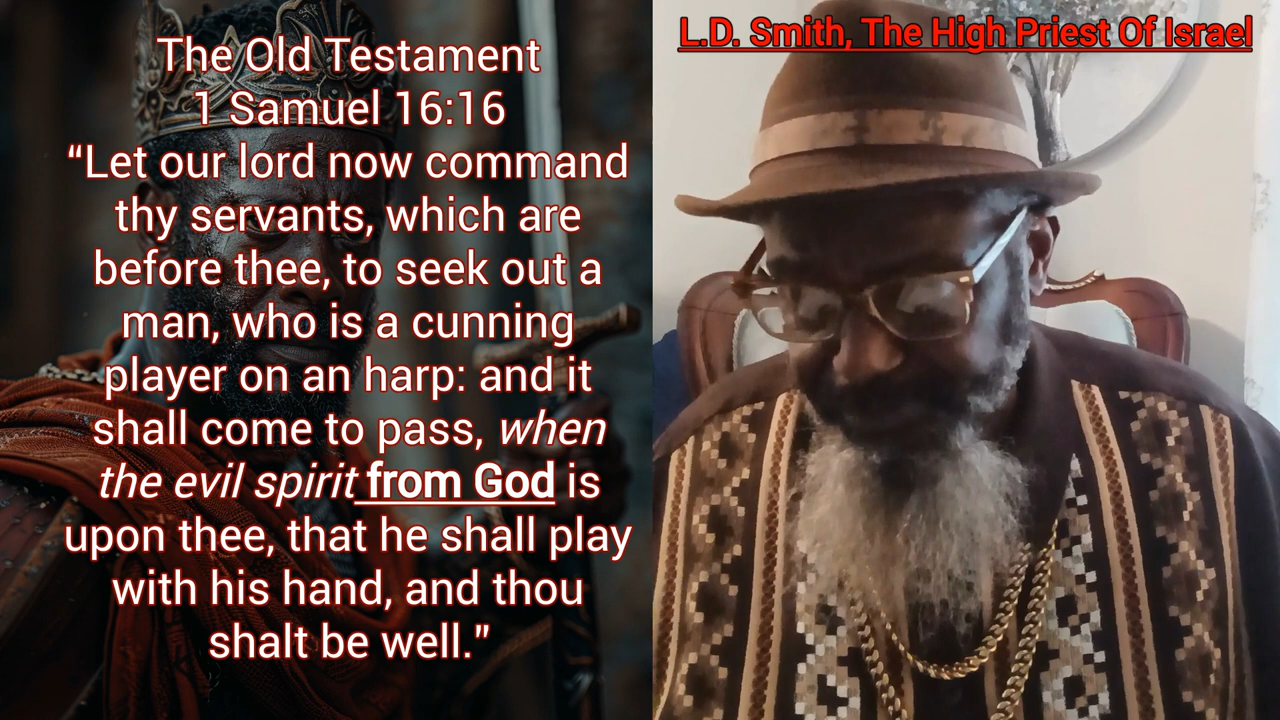 The Old Testament
1 Samuel 16:16
“Let our lord now command
thy servants, which are
before thee, to seek out a
man, who is a cunning
player on an harp: and it
shall come to pass, when
the evil spirit from God is
upon thee, that he shall play
with his hand, and thou
shalt be well.”
L.D. Smith, The High Priest Of Israel